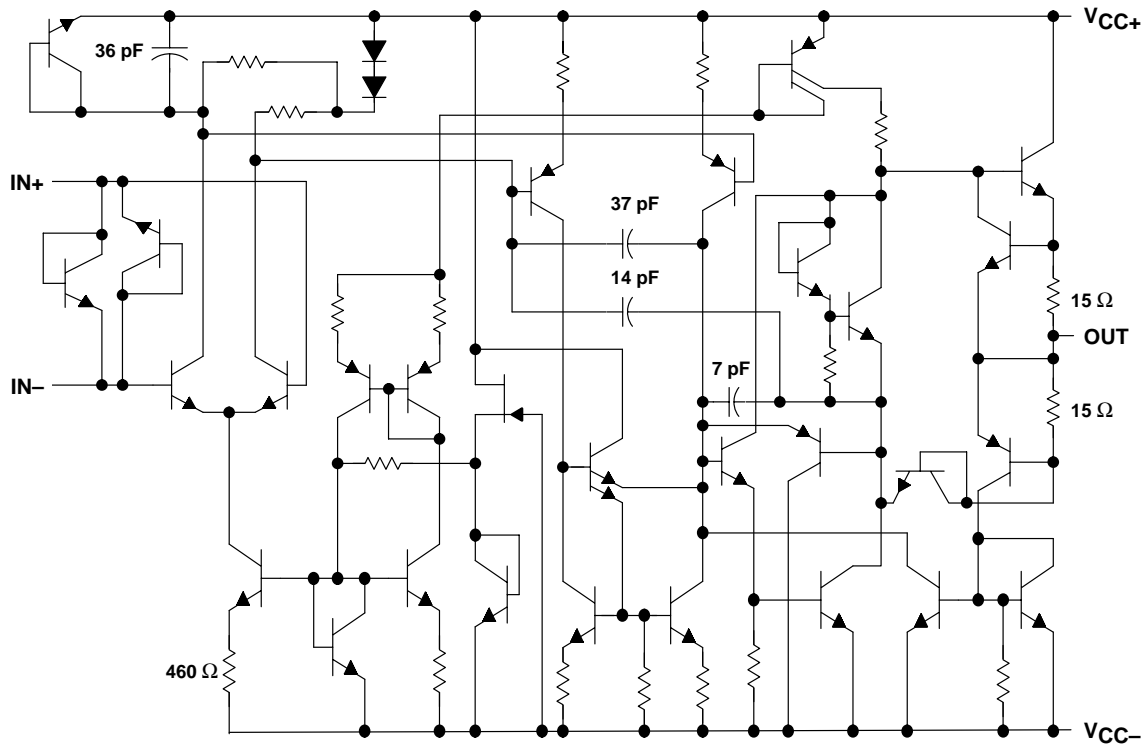 VCC+
36 pF
IN+
37 pF
14 pF
15 Ω
OUT
IN−
7 pF
15 Ω
460 Ω
VCC−